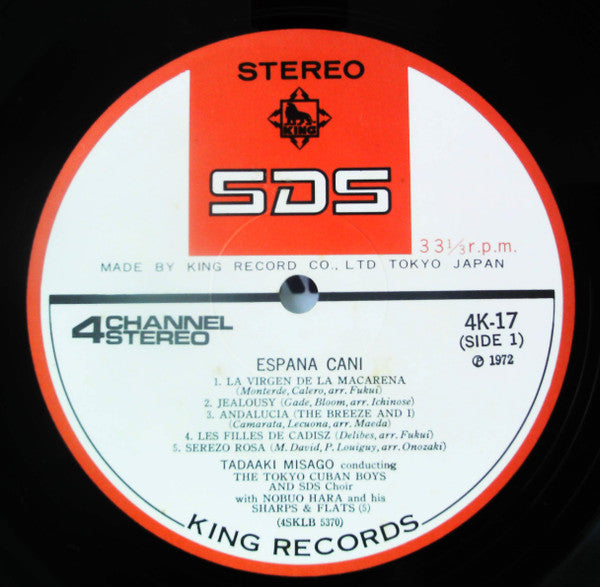 STEREO
KING
SDS
33⅓ r.p.m.
MADE BY KING RECORD CO., LTD TOKYO JAPAN
4 CHANNEL
STEREO
4K-17
(SIDE 1)
Ⓟ 1972
ESPANA CANI
1. LA VIRGEN DE LA MACARENA
(Monterde, Calero, arr. Fukui)
2. JEALOUSY (Gade, Bloom, arr. Ichinose)
3. ANDALUCIA (THE BREEZE AND I)
(Camarata, Lecuona, arr. Maeda)
4. LES FILLES DE CADISZ (Delibes, arr. Fukui)
5. SEREZO ROSA (M. David, P. Louiguy, arr. Onozaki)
TADAAKI MISAGO conducting
THE TOKYO CUBAN BOYS
AND SDS Choir
with NOBUO HARA and his
SHARPS & FLATS (5)
(4SKLB 5370)
KING RECORDS